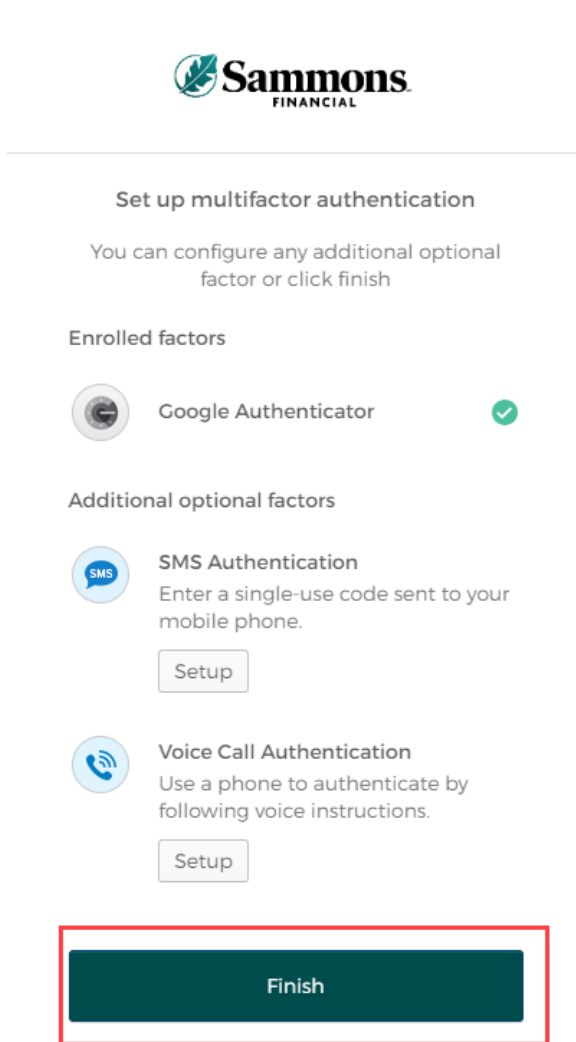 Sammons
FINANCIAL
Set up multifactor authentication
You can configure any additional optional
factor or click finish
Enrolled factors
Google Authenticator
Additional optional factors
SMS
SMS Authentication
Enter a single-use code sent to your
mobile phone.
Setup
Voice Call Authentication
Use a phone to authenticate by
following voice instructions.
Setup
Finish